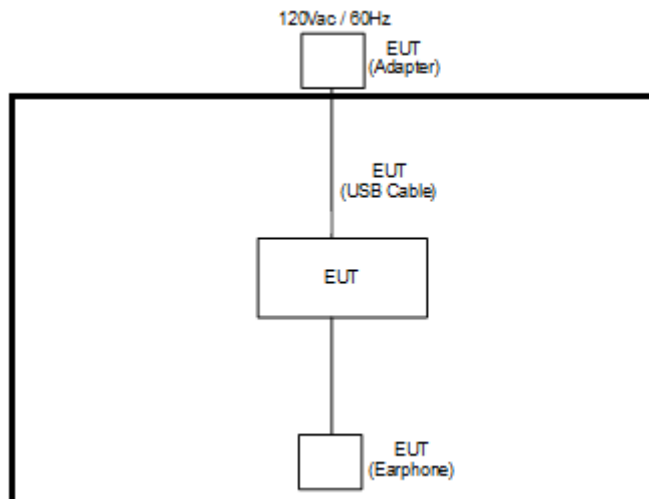 120Vac / 60Hz
EUT
(Adapter)
EUT
(USB Cable)
EUT
EUT
(Earphone)